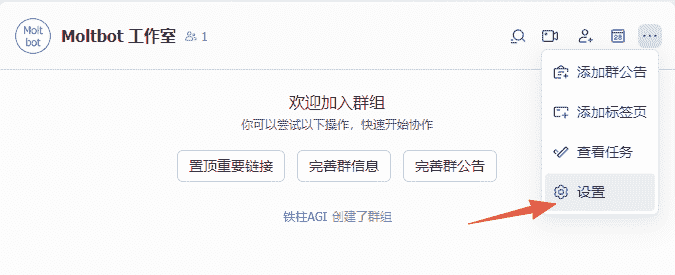 Molt
bot
Moltbot 工作室 1
28
添加群公告
添加标签页
查看任务
设置
欢迎加入群组
你可以尝试以下操作，快速开始协作
置顶重要链接 完善群信息 完善群公告
铁柱AGI 创建了群组